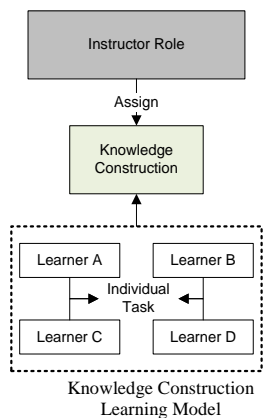 Instructor Role
Assign
Knowledge
Construction
Learner A
Learner B
Individual
Task
Learner C
Learner D
Knowledge Construction
Learning Model